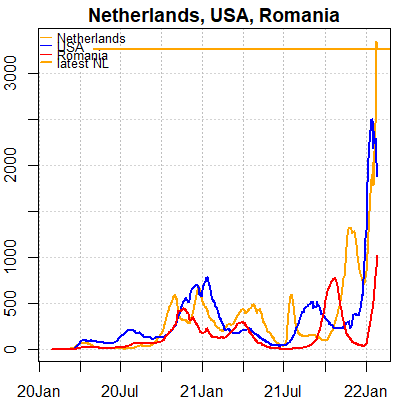 Netherlands, USA, Romania
Netherlands
USA
Romania
latest NL
3000
2000
1000
500
0
20Jan 20Jul 21Jan 21Jul 22Jan